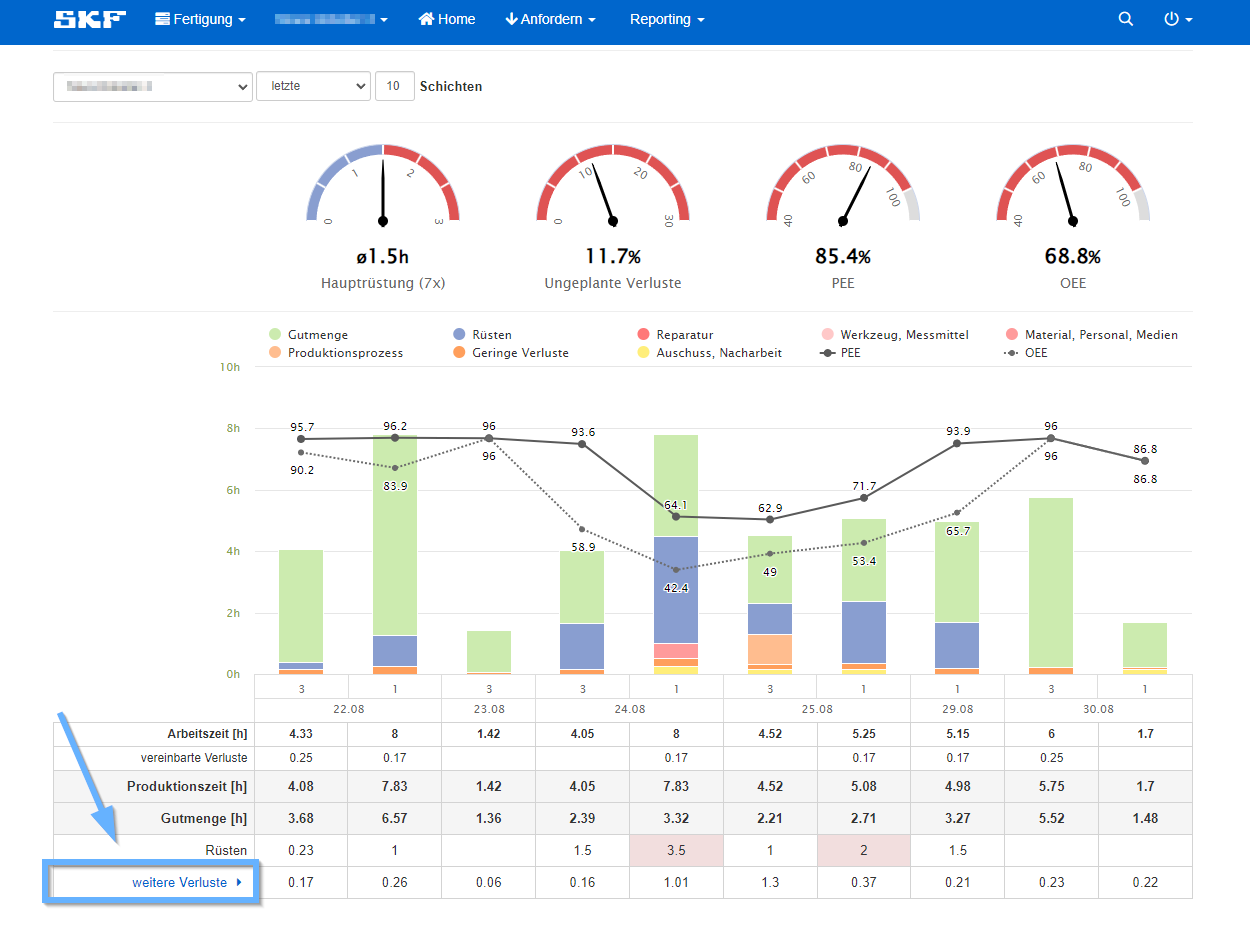 SKF Fertigung Home Anfordern Reporting
letzte 10 Schichten
0 1 2 3
0 10 20 30
40 60 80 100
40 60 80 100
ø1.5h 11.7% 85.4% 68.8%
Hauptrüstung (7x) Ungeplante Verluste PEE OEE
Gutmenge Rüsten Reparatur Werkzeug, Messmittel Material, Personal, Medien
Produktionsprozess Geringe Verluste Auschuss, Nacharbeit PEE OEE
10h
8h
6h
4h
2h
0h
95.7 96.2 96 93.6 64.1 62.9 71.7 93.9 96 86.8
90.2 83.9 96 58.9 42.4 49 53.4 65.7 96 86.8
3 1 3 3 1 3 1 1 3 1
22.08 23.08 24.08 25.08 29.08 30.08
Arbeitszeit [h] 4.33 8 1.42 4.05 8 4.52 5.25 5.15 6 1.7
vereinbarte Verluste 0.25 0.17 0.17 0.17 0.17 0.25
Produktionszeit [h] 4.08 7.83 1.42 4.05 7.83 4.52 5.08 4.98 5.75 1.7
Gutmenge [h] 3.68 6.57 1.36 2.39 3.32 2.21 2.71 3.27 5.52 1.48
Rüsten 0.23 1 1.5 3.5 1 2 1.5
weitere Verluste 0.17 0.26 0.06 0.16 1.01 1.3 0.37 0.21 0.23 0.22